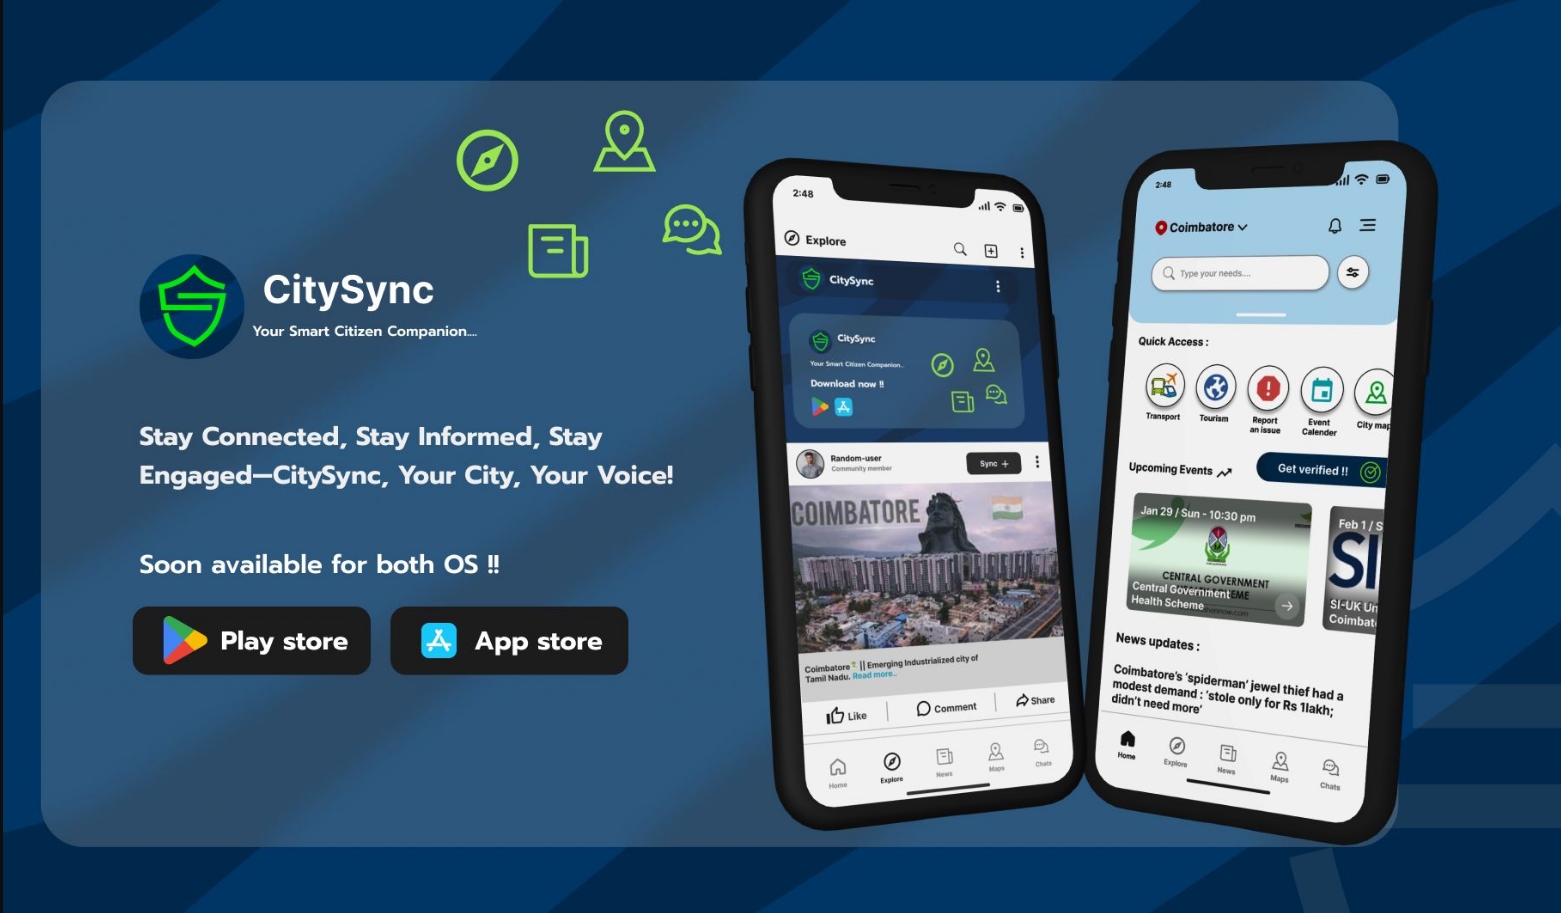 CitySync
Your Smart Citizen Companion....
Stay Connected, Stay Informed, Stay
Engaged—CitySync, Your City, Your Voice!
Soon available for both OS !!
Play store
App store
2:48
Explore
CitySync
CitySync
Your Smart Citizen Companion..
Download now !!
Random-user
Community member
Sync +
COIMBATORE
Coimbatore || Emerging Industrialized city of
Tamil Nadu. Read more..
Like
Comment
Share
Home
Explore
News
Maps
Chats
2:48
Coimbatore
Type your needs....
Quick Access :
Transport
Tourism
Report
an issue
Event
Calender
City map
Upcoming Events
Get verified !!
Jan 29 / Sun - 10:30 pm
CENTRAL GOVERNMENT
Central Government
Health Scheme
Feb 1 / S
SI
SI-UK Un
Coimbat
News updates :
Coimbatore's 'spiderman' jewel thief had a
modest demand : 'stole only for Rs 1lakh;
didn't need more'
Home
Explore
News
Maps
Chats